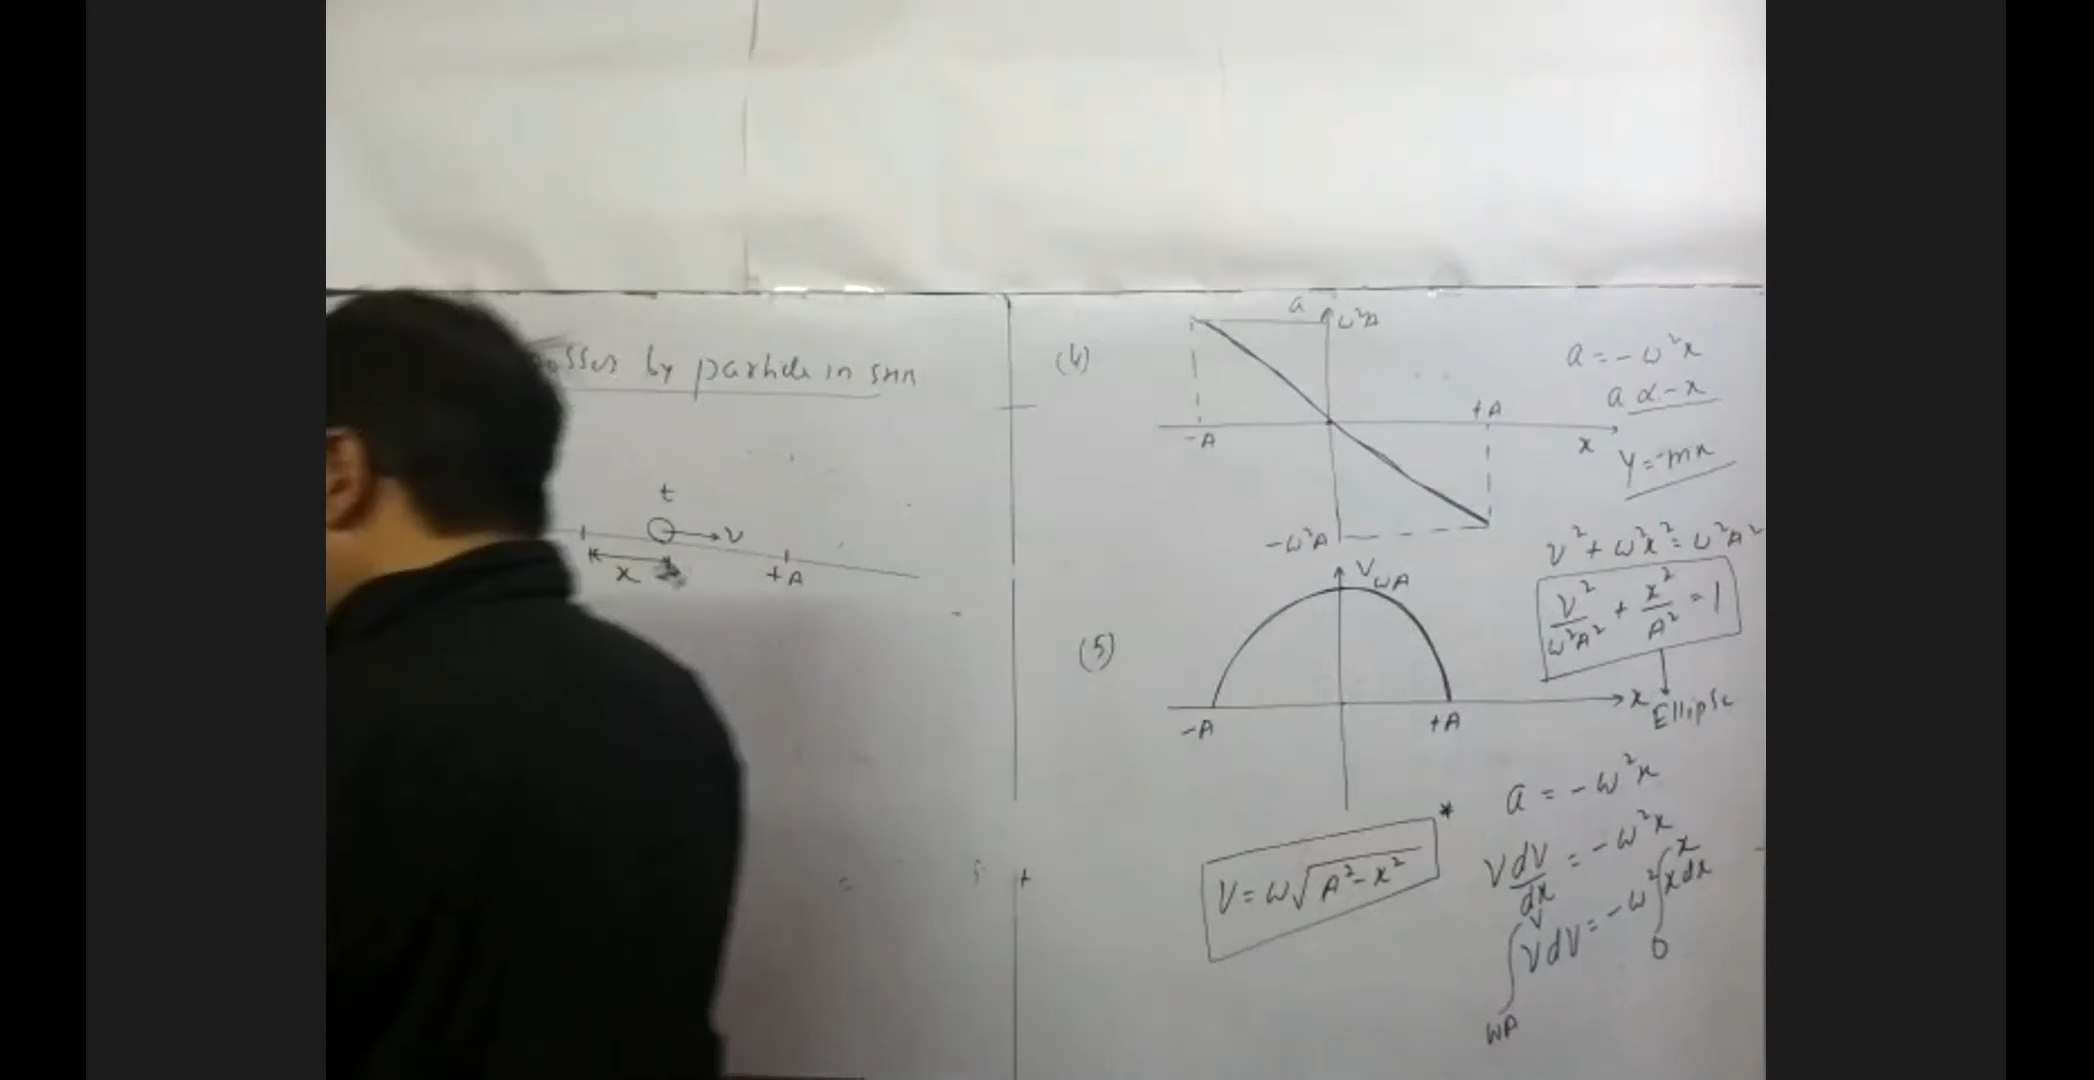 by particle in SHM
t
v
x
+A
(4)
a
ω²A
-A
+A
x
-ω²A
a = -ω²x
a ∝ -x
y = -mx
(5)
V
ωA
-A
+A
x
v² + ω²x² = ω²A²
v²/ω²A² + x²/A² = 1
Ellipse
V = ω√(A² - x²) *
a = -ω²x
V dV/dx = -ω²x
∫_{ωA}^{V} V dV = -ω² ∫_{0}^{x} x dx